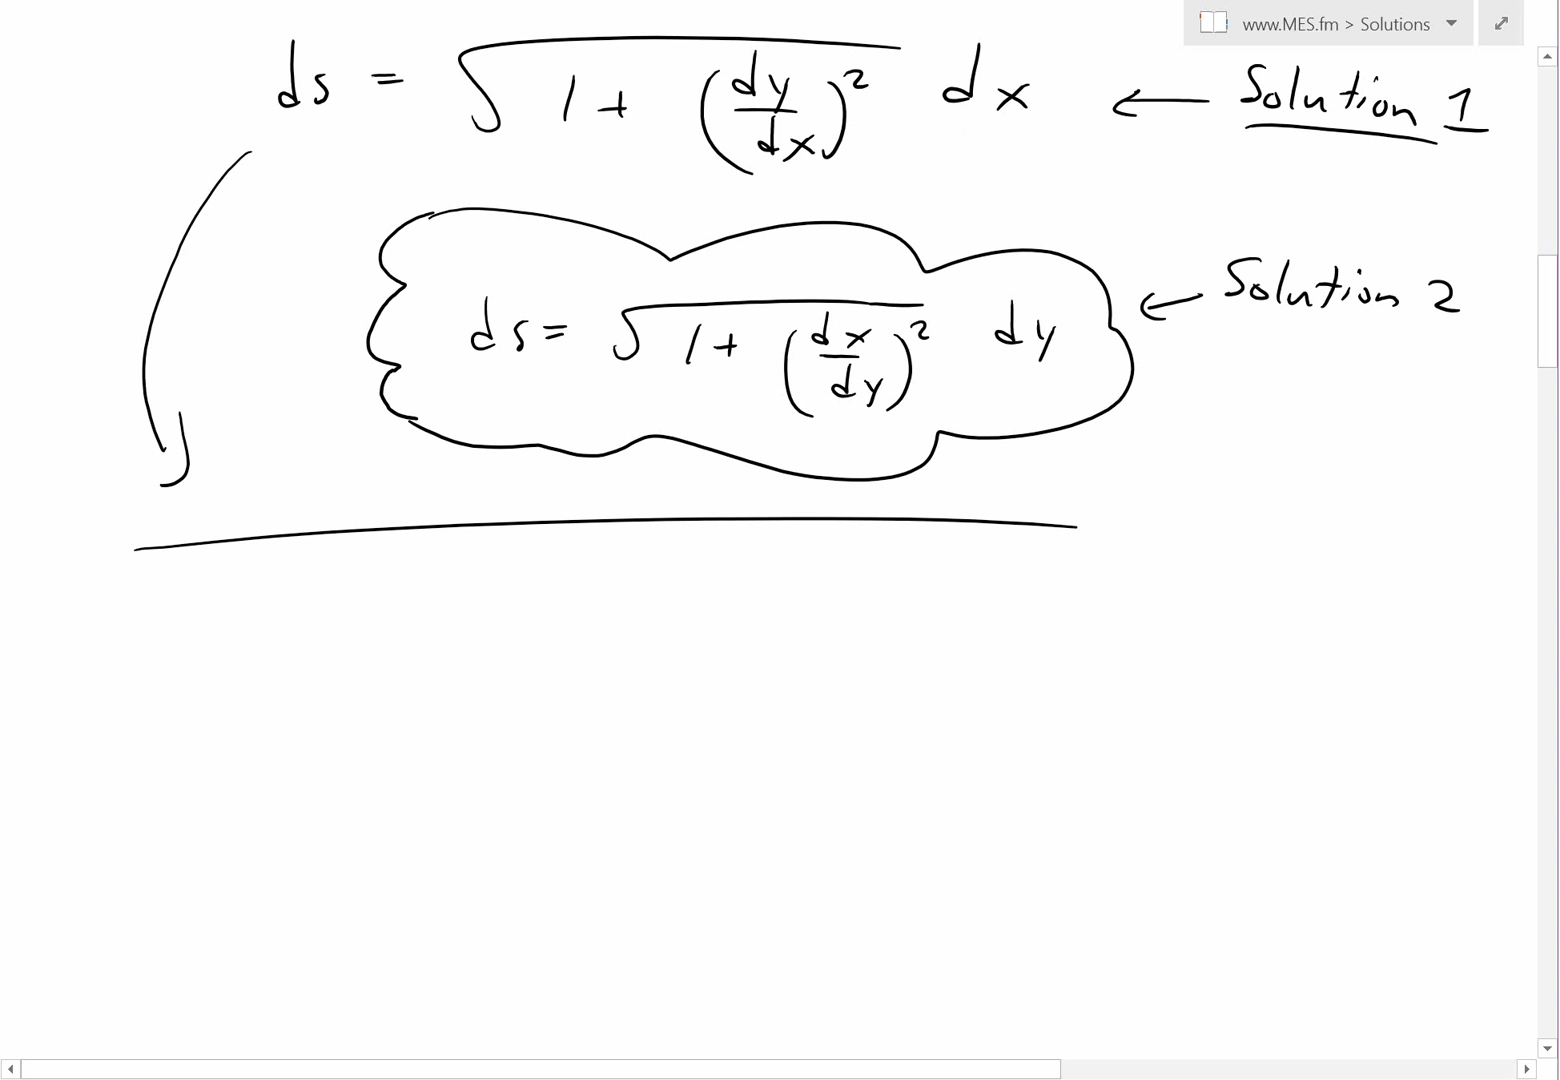 www.MES.fm > Solutions
ds = √(1 + (dy/dx)²) dx ← Solution 1
ds = √(1 + (dx/dy)²) dy ← Solution 2